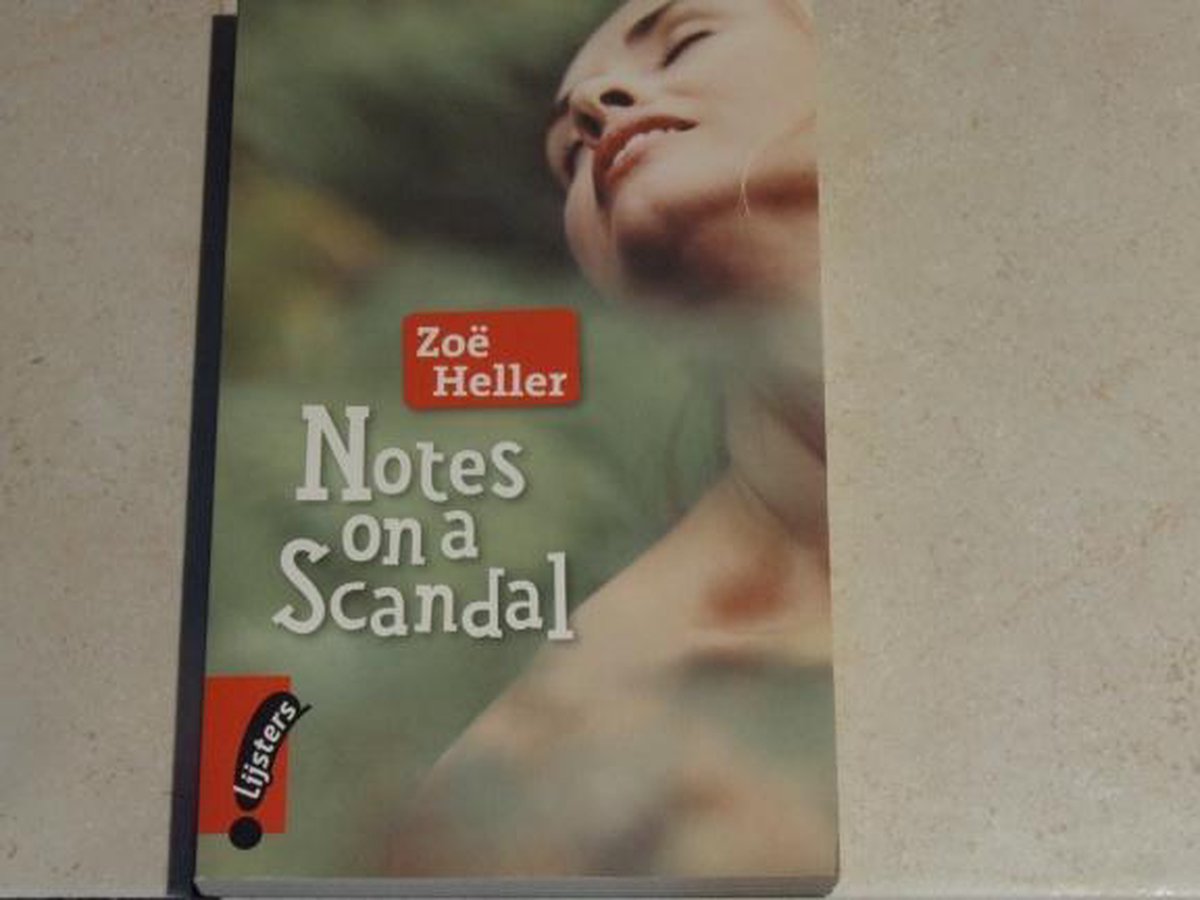 Zoë
Heller
Notes
on a
Scandal
Lijsters